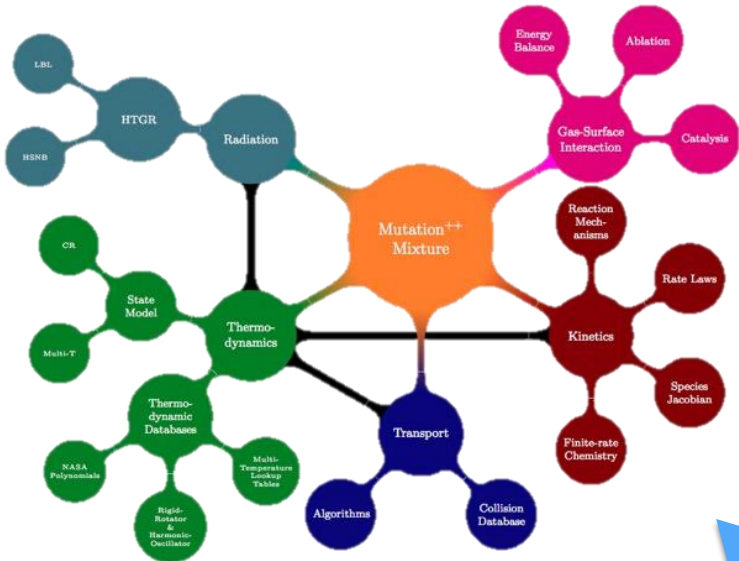 LBL
HTGR
HSNB
Radiation
Energy
Balance
Ablation
Gas-Surface
Interaction
Catalysis
Mutation++
Mixture
Reaction
Mech-
anisms
Rate Laws
Kinetics
Species
Jacobian
Finite-rate
Chemistry
CR
State
Model
Multi-T
Thermo-
dynamics
Thermo-
dynamic
Databases
NASA
Polynomials
Rigid-
Rotator
&
Harmonic-
Oscillator
Multi-
Temperature
Lookup
Tables
Transport
Algorithms
Collision
Database